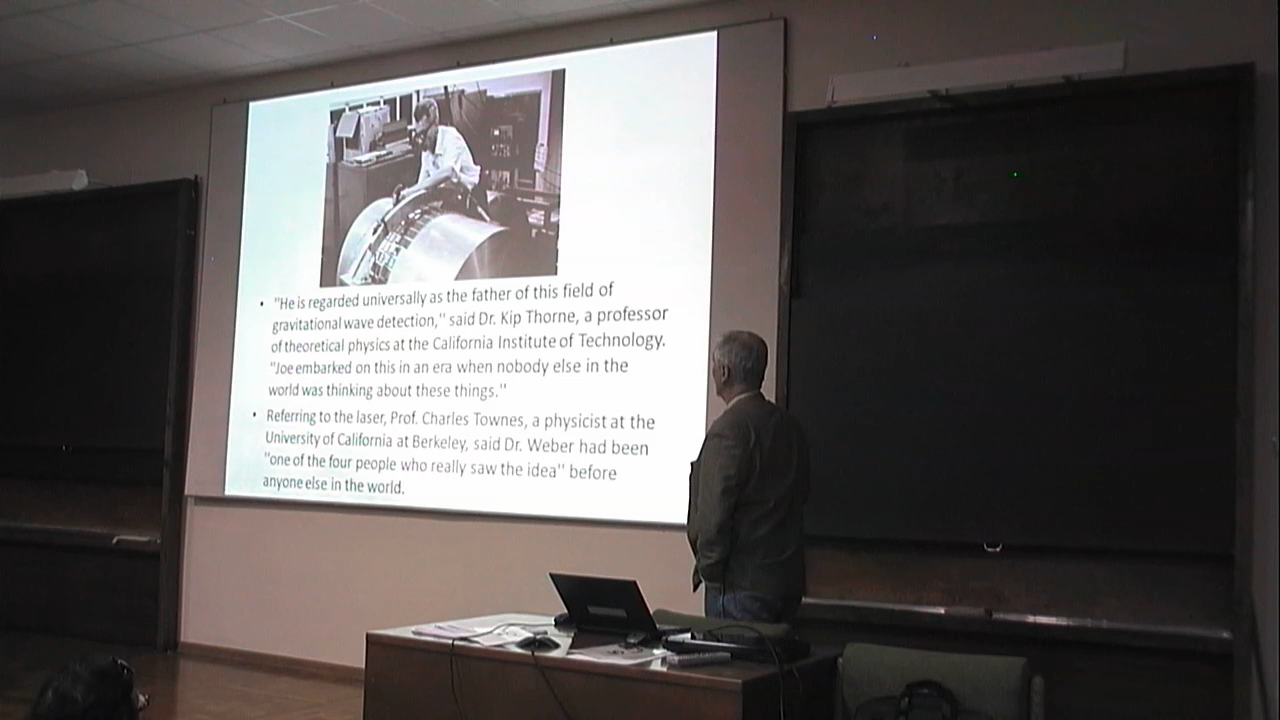 • "He is regarded universally as the father of this field of
gravitational wave detection," said Dr. Kip Thorne, a professor
of theoretical physics at the California Institute of Technology.
"Joe embarked on this in an era when nobody else in the
world was thinking about these things."
• Referring to the laser, Prof. Charles Townes, a physicist at the
University of California at Berkeley, said Dr. Weber had been
"one of the four people who really saw the idea" before
anyone else in the world.